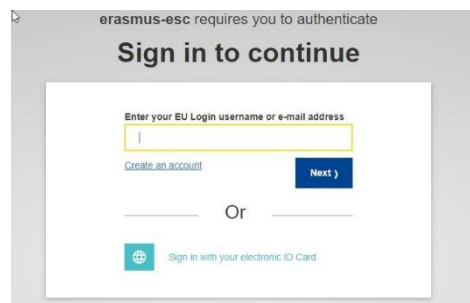 erasmus-esc requires you to authenticate
Sign in to continue
Enter your EU Login username or e-mail address
Create an account
Next ❭
Or
Sign in with your electronic ID Card